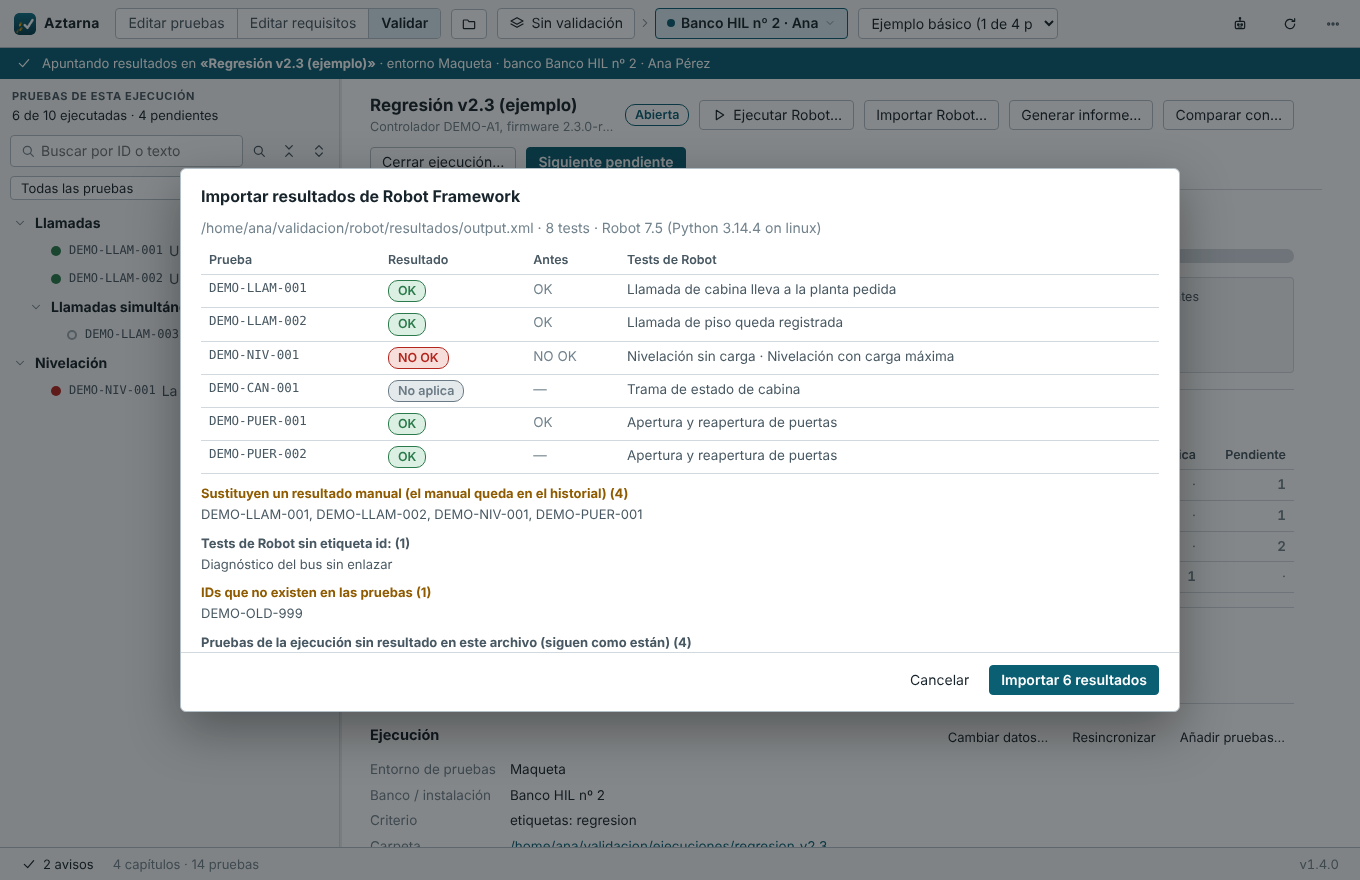 Aztarna
Editar pruebas
Editar requisitos
Validar
Sin validación
Banco HIL nº 2 · Ana
Ejemplo básico (1 de 4 p
Apuntando resultados en «Regresión v2.3 (ejemplo)» · entorno Maqueta · banco Banco HIL nº 2 · Ana Pérez
PRUEBAS DE ESTA EJECUCIÓN
6 de 10 ejecutadas · 4 pendientes
Buscar por ID o texto
Todas las pruebas
Llamadas
DEMO-LLAM-001 U
DEMO-LLAM-002 U
Llamadas simultán
DEMO-LLAM-003
Nivelación
DEMO-NIV-001 La
Regresión v2.3 (ejemplo)
Controlador DEMO-A1, firmware 2.3.0-r...
Abierta
Ejecutar Robot...
Importar Robot...
Generar informe...
Comparar con...
Cerrar ejecución...
Siguiente pendiente
Importar resultados de Robot Framework
/home/ana/validacion/robot/resultados/output.xml · 8 tests · Robot 7.5 (Python 3.14.4 on linux)
Prueba Resultado Antes Tests de Robot
DEMO-LLAM-001 OK OK Llamada de cabina lleva a la planta pedida
DEMO-LLAM-002 OK OK Llamada de piso queda registrada
DEMO-NIV-001 NO OK NO OK Nivelación sin carga · Nivelación con carga máxima
DEMO-CAN-001 No aplica — Trama de estado de cabina
DEMO-PUER-001 OK OK Apertura y reapertura de puertas
DEMO-PUER-002 OK — Apertura y reapertura de puertas
Sustituyen un resultado manual (el manual queda en el historial) (4)
DEMO-LLAM-001, DEMO-LLAM-002, DEMO-NIV-001, DEMO-PUER-001
Tests de Robot sin etiqueta id: (1)
Diagnóstico del bus sin enlazar
IDs que no existen en las pruebas (1)
DEMO-OLD-999
Pruebas de la ejecución sin resultado en este archivo (siguen como están) (4)
Cancelar
Importar 6 resultados
tes
ca Pendiente
· 1
· 1
· 2
1 ·
Ejecución
Cambiar datos...
Resincronizar
Añadir pruebas...
Entorno de pruebas Maqueta
Banco / instalación Banco HIL nº 2
Criterio etiquetas: regresion
Carpeta /home/ana/validacion/ejecuciones/regresion-v2.3
2 avisos
4 capítulos · 14 pruebas
v1.4.0